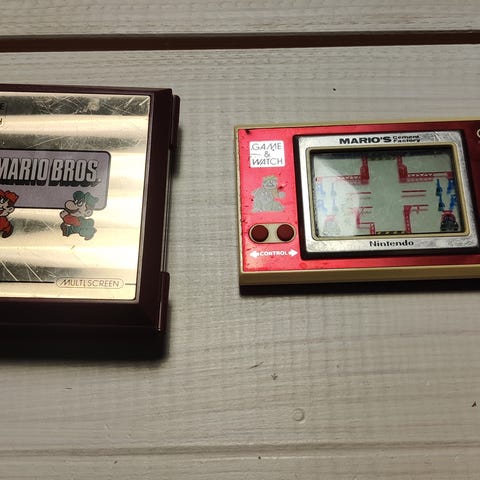 MARIO BROS.
MULTI SCREEN
GAME
&
WATCH
MARIO'S Cement
Factory
Nintendo
CONTROL